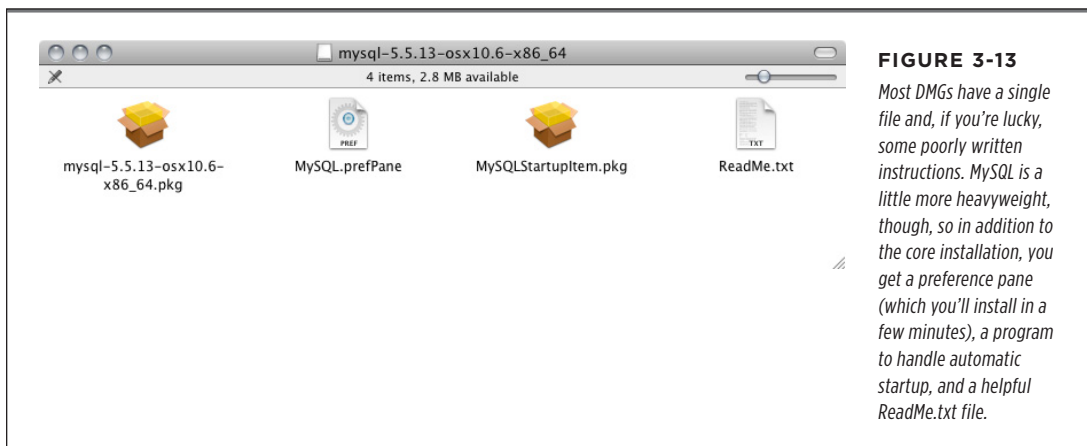 mysql-5.5.13-osx10.6-x86_64
4 items, 2.8 MB available
mysql-5.5.13-osx10.6-
x86_64.pkg
PREF
MySQL.prefPane
MySQLStartupItem.pkg
TXT
ReadMe.txt
FIGURE 3-13
Most DMGs have a single
file and, if you’re lucky,
some poorly written
instructions. MySQL is a
little more heavyweight,
though, so in addition to
the core installation, you
get a preference pane
(which you’ll install in a
few minutes), a program
to handle automatic
startup, and a helpful
ReadMe.txt file.